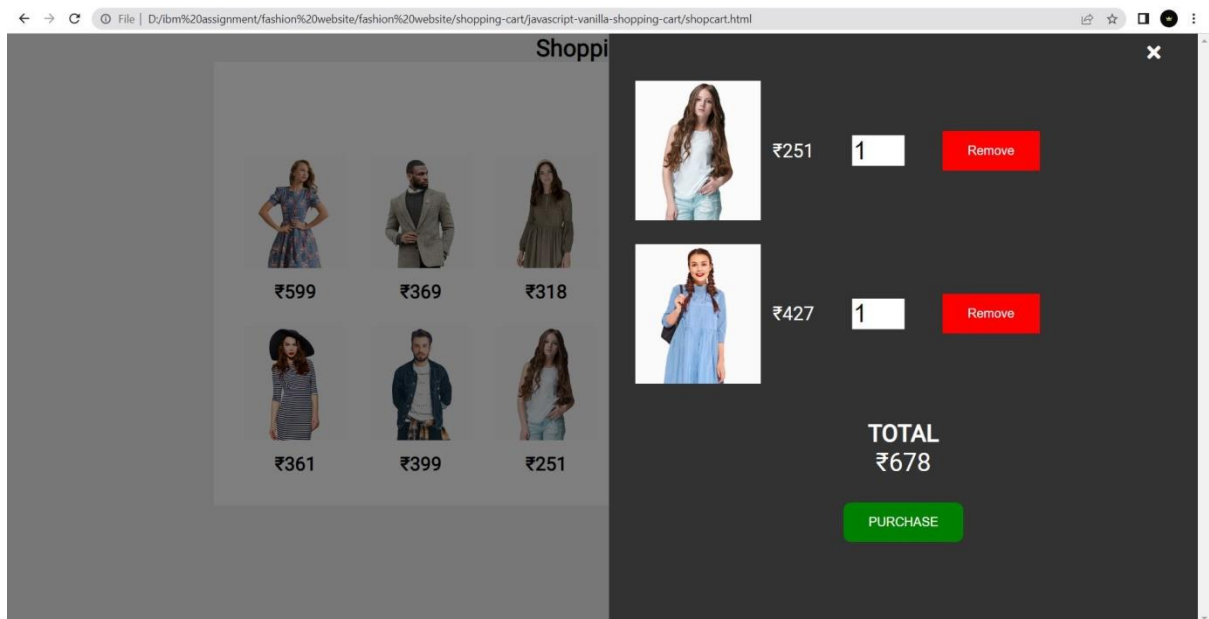 File | D:/ibm%20assignment/fashion%20website/fashion%20website/shopping-cart/javascript-vanilla-shopping-cart/shopcart.html
Shoppi
₹599 ₹369 ₹318
₹361 ₹399 ₹251
₹251 1 Remove
₹427 1 Remove
TOTAL
₹678
PURCHASE